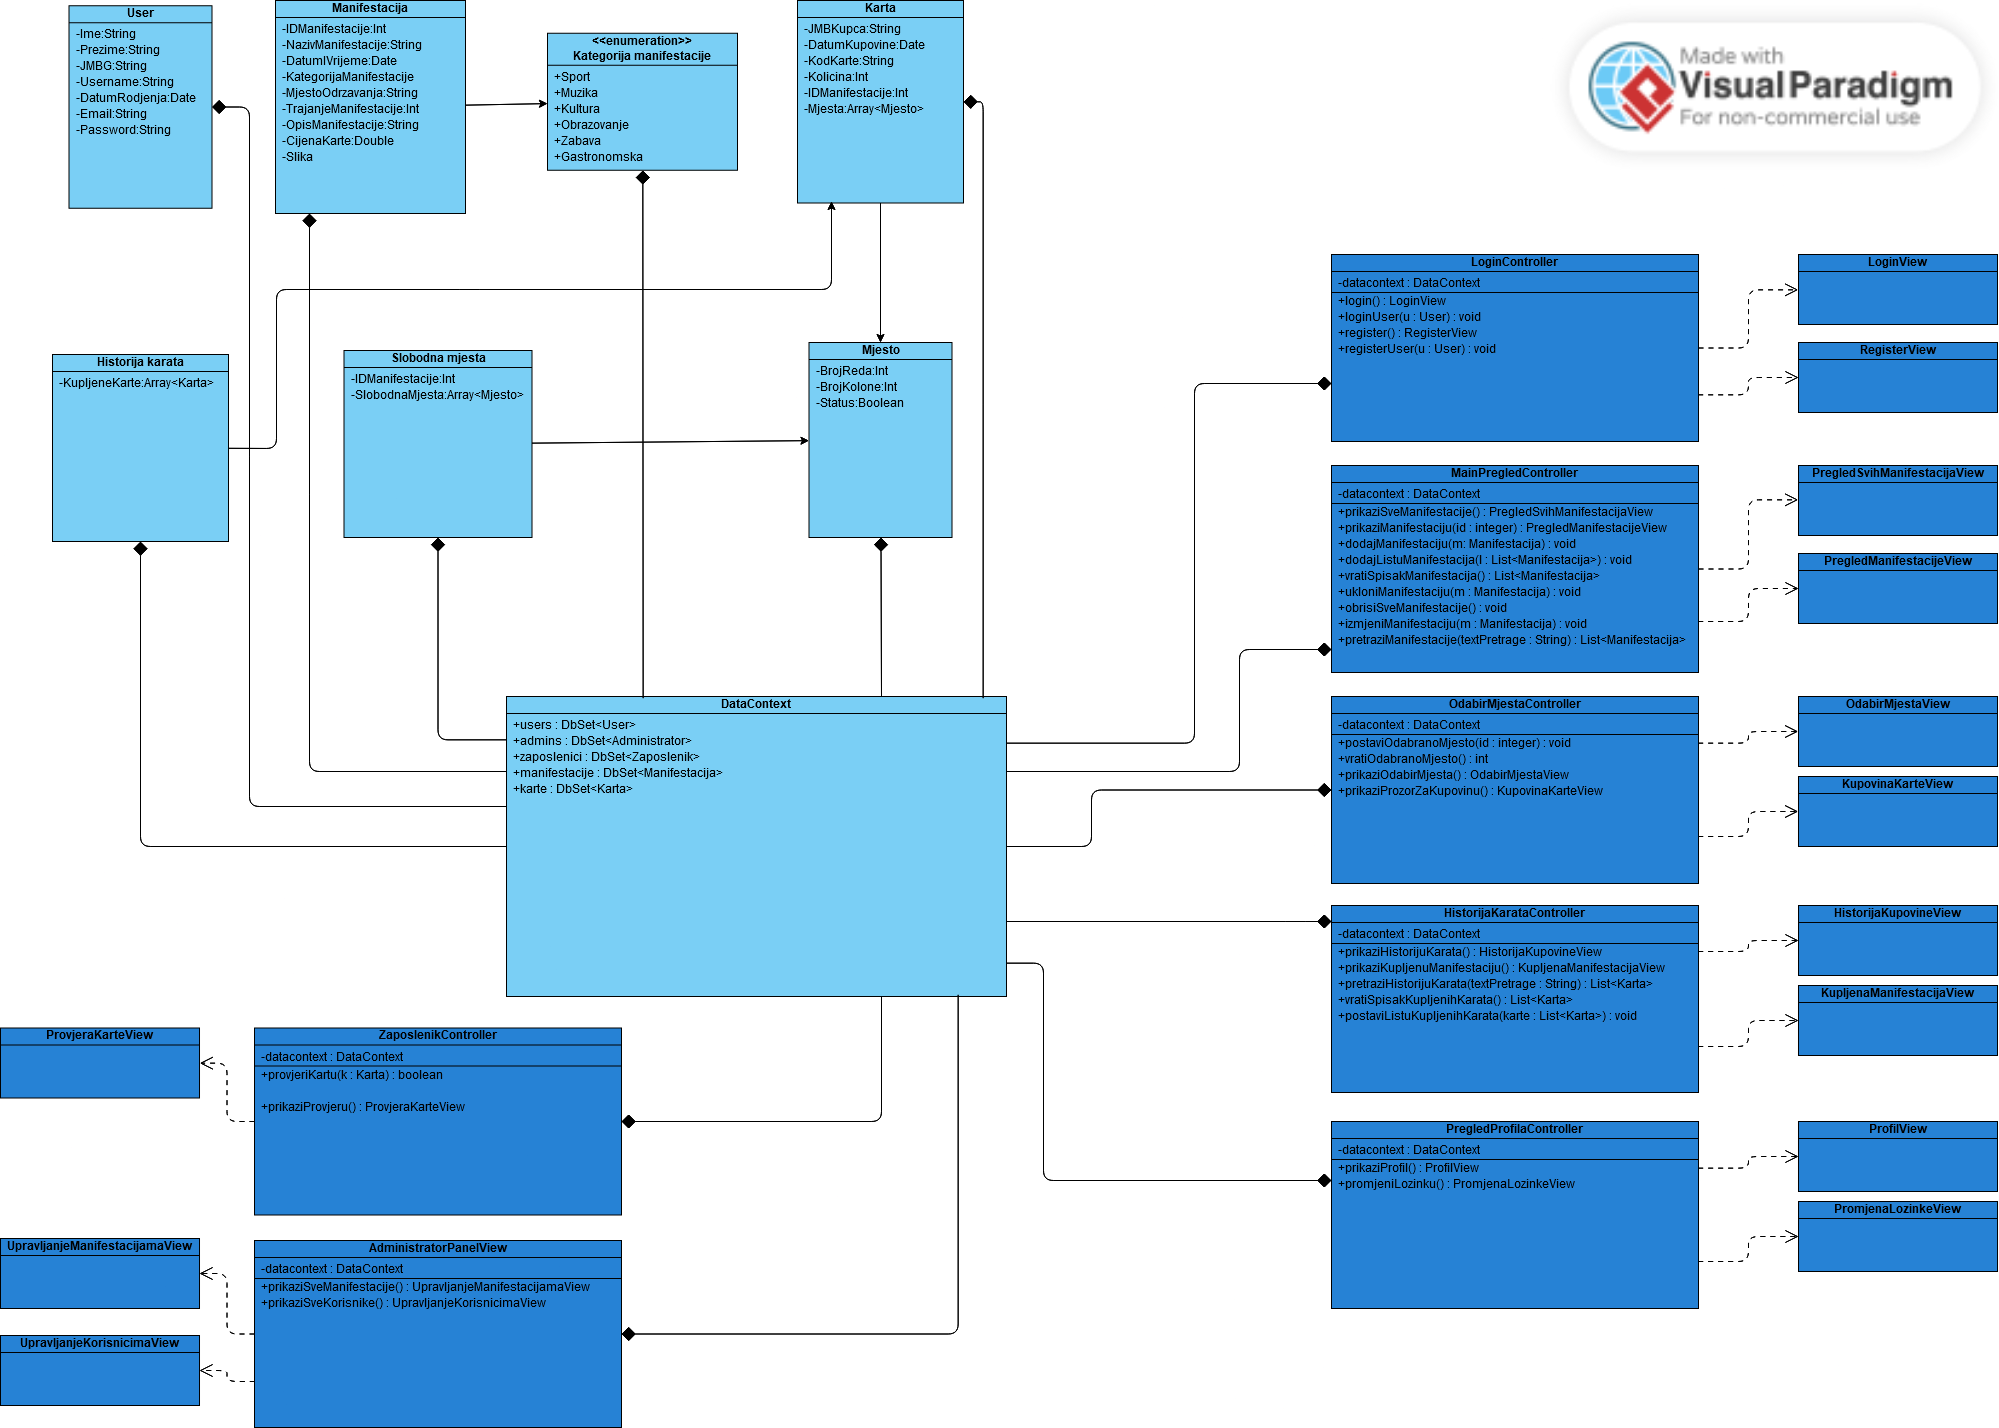 User
-Ime:String
-Prezime:String
-JMBG:String
-Username:String
-DatumRodjenja:Date
-Email:String
-Password:String
Manifestacija
-IDManifestacije:Int
-NazivManifestacije:String
-DatumIVrijeme:Date
-KategorijaManifestacije
-MjestoOdrzavanja:String
-TrajanjeManifestacije:Int
-OpisManifestacije:String
-CijenaKarte:Double
-Slika
<<enumeration>>
Kategorija manifestacije
+Sport
+Muzika
+Kultura
+Obrazovanje
+Zabava
+Gastronomska
Karta
-JMBKupca:String
-DatumKupovine:Date
-KodKarte:String
-Kolicina:Int
-IDManifestacije:Int
-Mjesta:Array<Mjesto>
Made with
Visual Paradigm
For non-commercial use
Historija karata
-KupljeneKarte:Array<Karta>
Slobodna mjesta
-IDManifestacije:Int
-SlobodnaMjesta:Array<Mjesto>
Mjesto
-BrojReda:Int
-BrojKolone:Int
-Status:Boolean
DataContext
+users : DbSet<User>
+admins : DbSet<Administrator>
+zaposlenici : DbSet<Zaposlenik>
+manifestacije : DbSet<Manifestacija>
+karte : DbSet<Karta>
LoginController
-datacontext : DataContext
+login() : LoginView
+loginUser(u : User) : void
+register() : RegisterView
+registerUser(u : User) : void
LoginView
RegisterView
MainPregledController
-datacontext : DataContext
+prikaziSveManifestacije() : PregledSvihManifestacijaView
+prikaziManifestaciju(id : integer) : PregledManifestacijeView
+dodajManifestaciju(m: Manifestacija) : void
+dodajListuManifestacija(l : List<Manifestacija>) : void
+vratiSpisakManifestacija() : List<Manifestacija>
+ukloniManifestaciju(m : Manifestacija) : void
+obrisiSveManifestacije() : void
+izmjeniManifestaciju(m : Manifestacija) : void
+pretraziManifestacije(textPretrage : String) : List<Manifestacija>
PregledSvihManifestacijaView
PregledManifestacijeView
OdabirMjestaController
-datacontext : DataContext
+postaviOdabranoMjesto(id : integer) : void
+vratiOdabranoMjesto() : int
+prikaziOdabirMjesta() : OdabirMjestaView
+prikaziProzorZaKupovinu() : KupovinaKarteView
OdabirMjestaView
KupovinaKarteView
HistorijaKarataController
-datacontext : DataContext
+prikaziHistorijuKarata() : HistorijaKupovineView
+prikaziKupljenuManifestaciju() : KupljenaManifestacijaView
+pretraziHistorijuKarata(textPretrage : String) : List<Karta>
+vratiSpisakKupljenihKarata() : List<Karta>
+postaviListuKupljenihKarata(karte : List<Karta>) : void
HistorijaKupovineView
KupljenaManifestacijaView
PregledProfilaController
-datacontext : DataContext
+prikaziProfil() : ProfilView
+promjeniLozinku() : PromjenaLozinkeView
ProfilView
PromjenaLozinkeView
ProvjeraKarteView
ZaposlenikController
-datacontext : DataContext
+provjeriKartu(k : Karta) : boolean
+prikaziProvjeru() : ProvjeraKarteView
UpravljanjeManifestacijamaView
UpravljanjeKorisnicimaView
AdministratorPanelView
-datacontext : DataContext
+prikaziSveManifestacije() : UpravljanjeManifestacijamaView
+prikaziSveKorisnike() : UpravljanjeKorisnicimaView